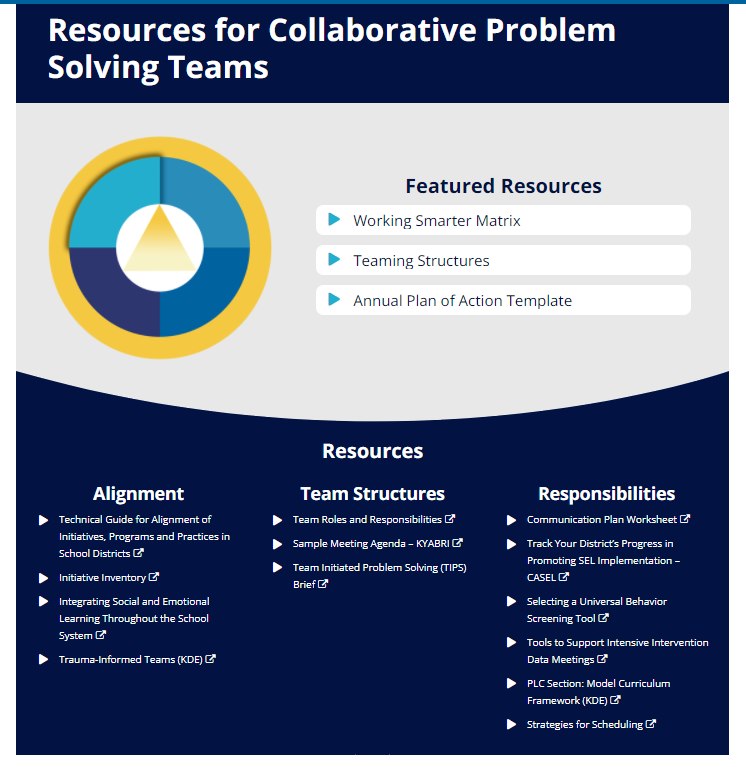 Resources for Collaborative Problem
Solving Teams
Featured Resources
Working Smarter Matrix
Teaming Structures
Annual Plan of Action Template
Resources
Alignment
Technical Guide for Alignment of
Initiatives, Programs and Practices in
School Districts
Initiative Inventory
Integrating Social and Emotional
Learning Throughout the School
System
Trauma-Informed Teams (KDE)
Team Structures
Team Roles and Responsibilities
Sample Meeting Agenda – KYABRI
Team Initiated Problem Solving (TIPS)
Brief
Responsibilities
Communication Plan Worksheet
Track Your District's Progress in
Promoting SEL Implementation –
CASEL
Selecting a Universal Behavior
Screening Tool
Tools to Support Intensive Intervention
Data Meetings
PLC Section: Model Curriculum
Framework (KDE)
Strategies for Scheduling